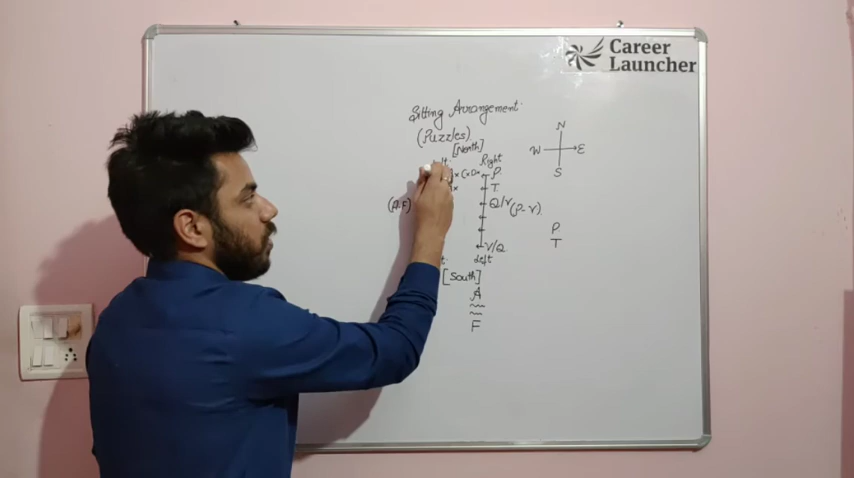 Career
Launcher
Sitting Arrangement.
(Puzzles)
[North]
N
W E
S
Right
P.
T.
(A-F)
Q/V (P-V)
P
T
V/Q.
Left
[South]
A
F